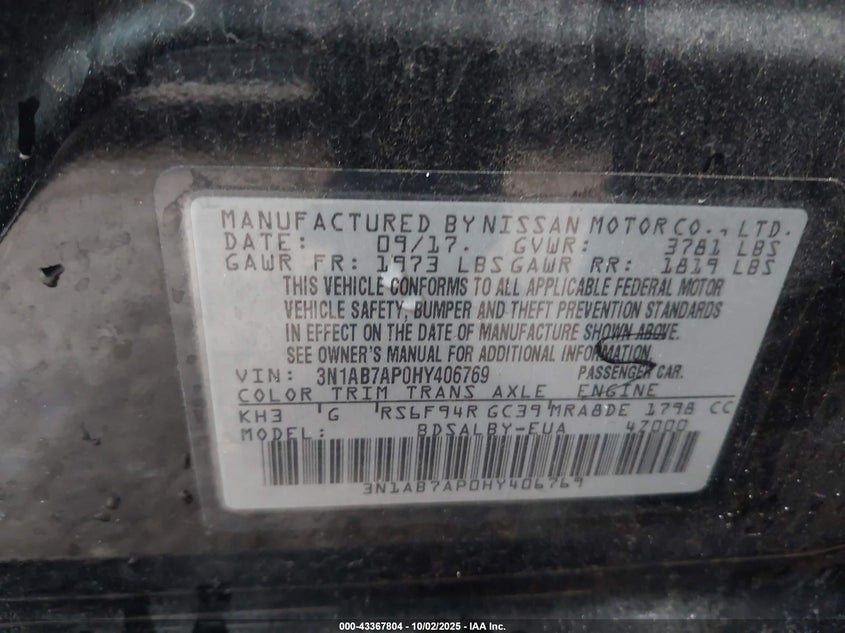 MANUFACTURED BY NISSAN MOTOR CO., LTD.
DATE: 09/17. GVWR: 3781 LBS
GAWR FR: 1973 LBS GAWR RR: 1819 LBS
THIS VEHICLE CONFORMS TO ALL APPLICABLE FEDERAL MOTOR
VEHICLE SAFETY, BUMPER AND THEFT PREVENTION STANDARDS
IN EFFECT ON THE DATE OF MANUFACTURE SHOWN ABOVE.
SEE OWNER'S MANUAL FOR ADDITIONAL INFORMATION.
VIN: 3N1AB7AP0HY406769 PASSENGER CAR.
COLOR TRIM TRANS AXLE ENGINE
KH3 'G 'RS6F94R GC39'MRA8DE 1798 CC
MODEL: BDSALBY-EUA 47000
3N1AB7AP0HY406769
000-43367804 - 10/02/2025 - IAA Inc.